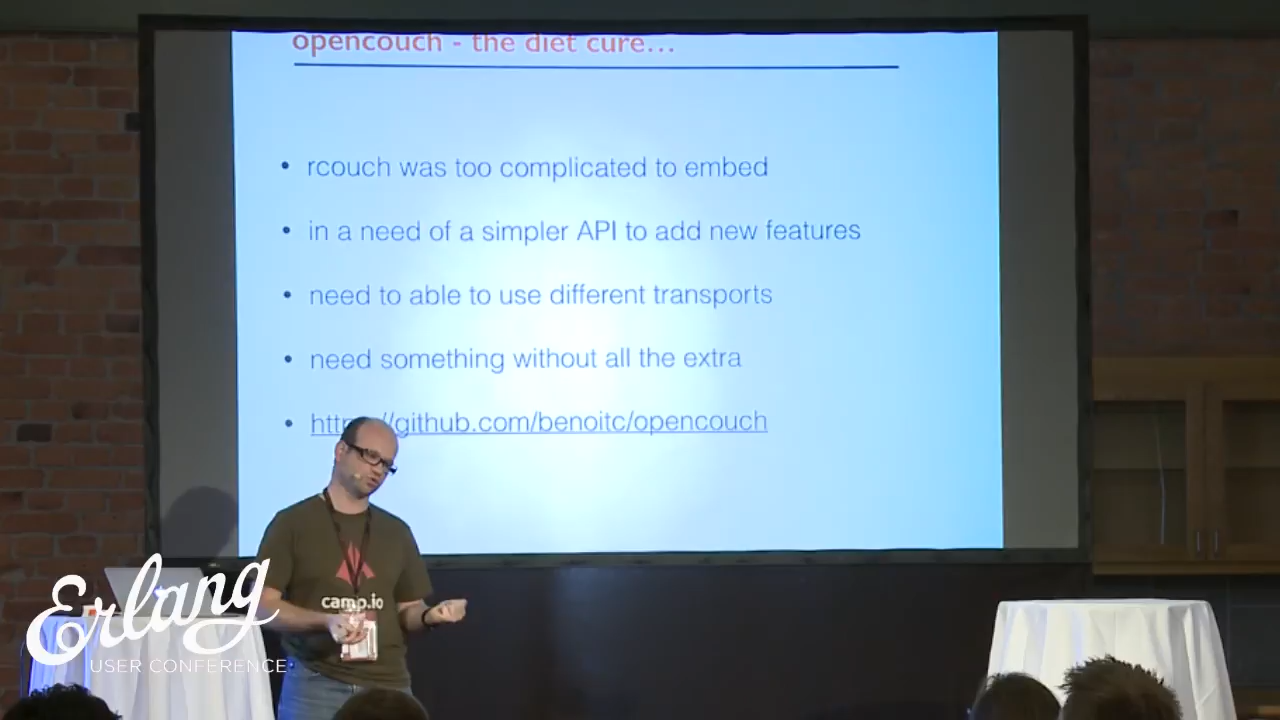 opencouch - the diet cure...
• rcouch was too complicated to embed
• in a need of a simpler API to add new features
• need to able to use different transports
• need something without all the extra
• http://github.com/benoitc/opencouch
camp.io
Erlang
USER CONFERENCE